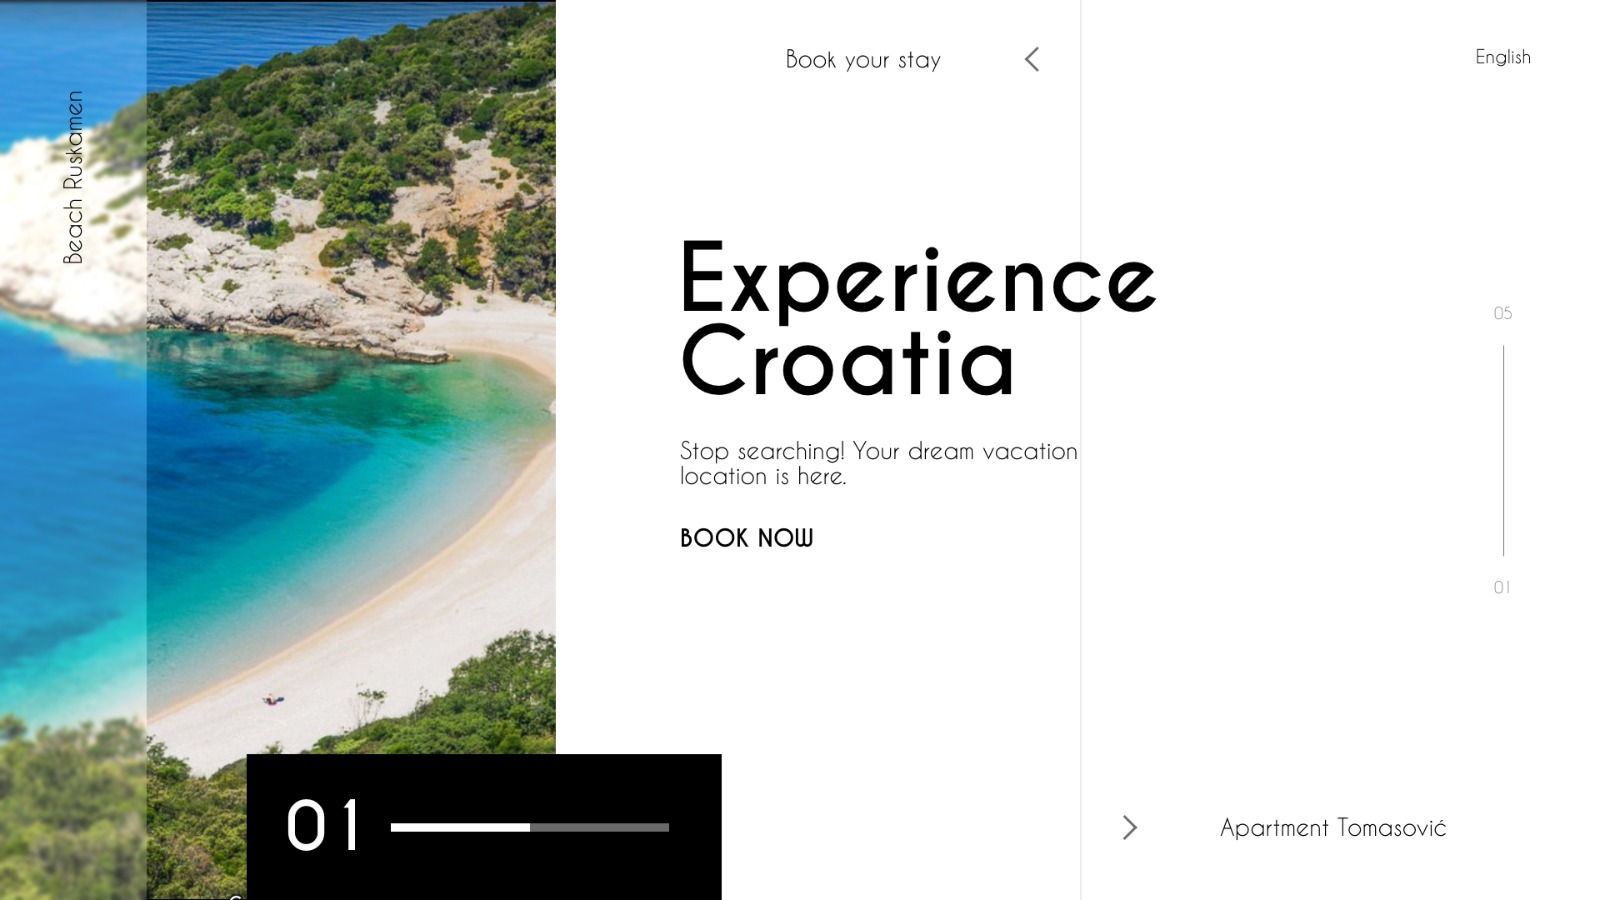 Book your stay
English
Beach Ruskamen
Experience
Croatia
Stop searching! Your dream vacation
location is here.
BOOK NOW
05
01
01
Apartment Tomasović